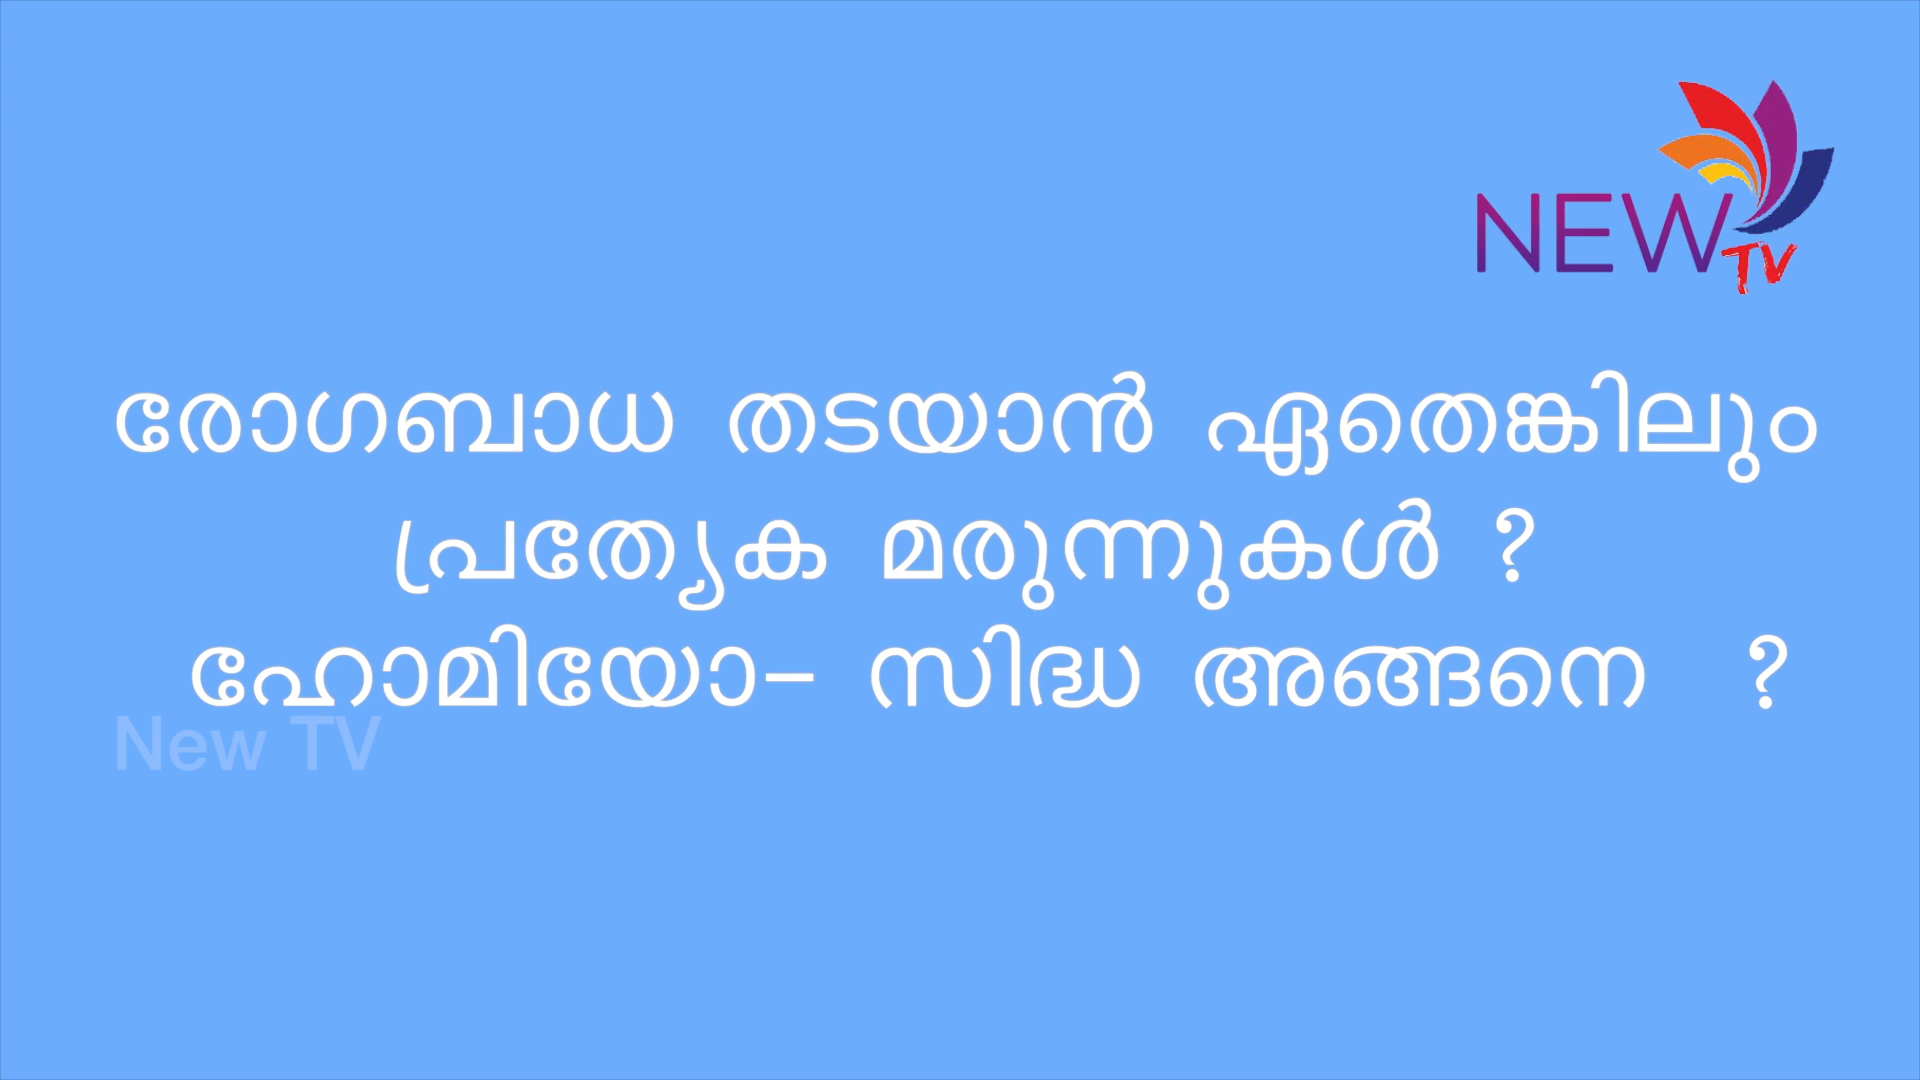 NEW
TV
രോഗബാധ തടയാൻ ഏതെങ്കിലും
പ്രത്യേക മരുന്നുകൾ ?
ഹോമിയോ- സിദ്ധ അങ്ങനെ ?
New TV